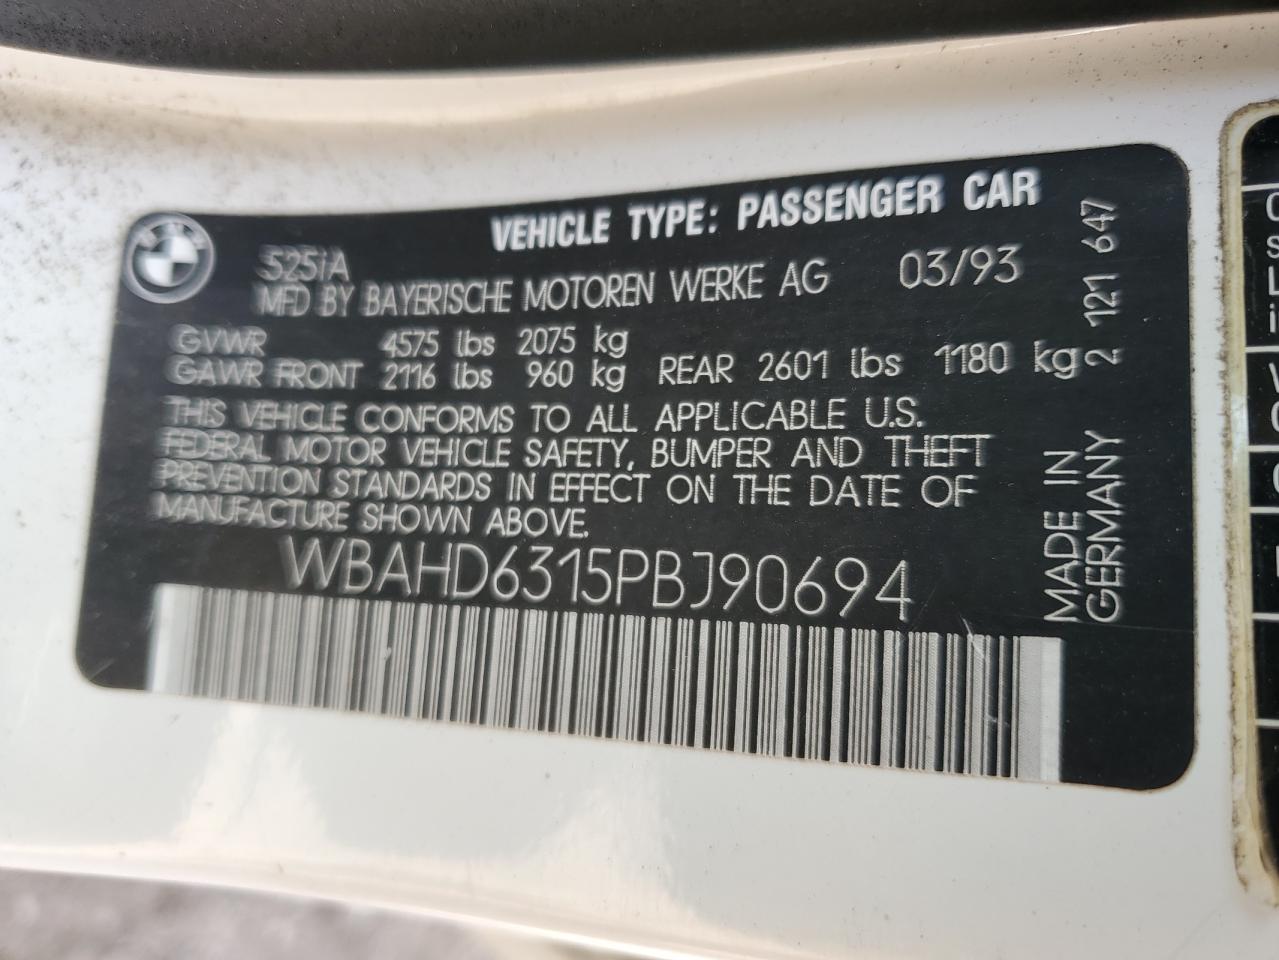 VEHICLE TYPE: PASSENGER CAR
525iA
MFD BY BAYERISCHE MOTOREN WERKE AG 03/93
GVWR 4575 lbs 2075 kg
GAWR FRONT 2116 lbs 960 kg REAR 2601 lbs 1180 kg
THIS VEHICLE CONFORMS TO ALL APPLICABLE U.S.
FEDERAL MOTOR VEHICLE SAFETY, BUMPER AND THEFT
PREVENTION STANDARDS IN EFFECT ON THE DATE OF
MANUFACTURE SHOWN ABOVE.
WBAHD6315PBJ90694
MADE IN
GERMANY
2 121 647